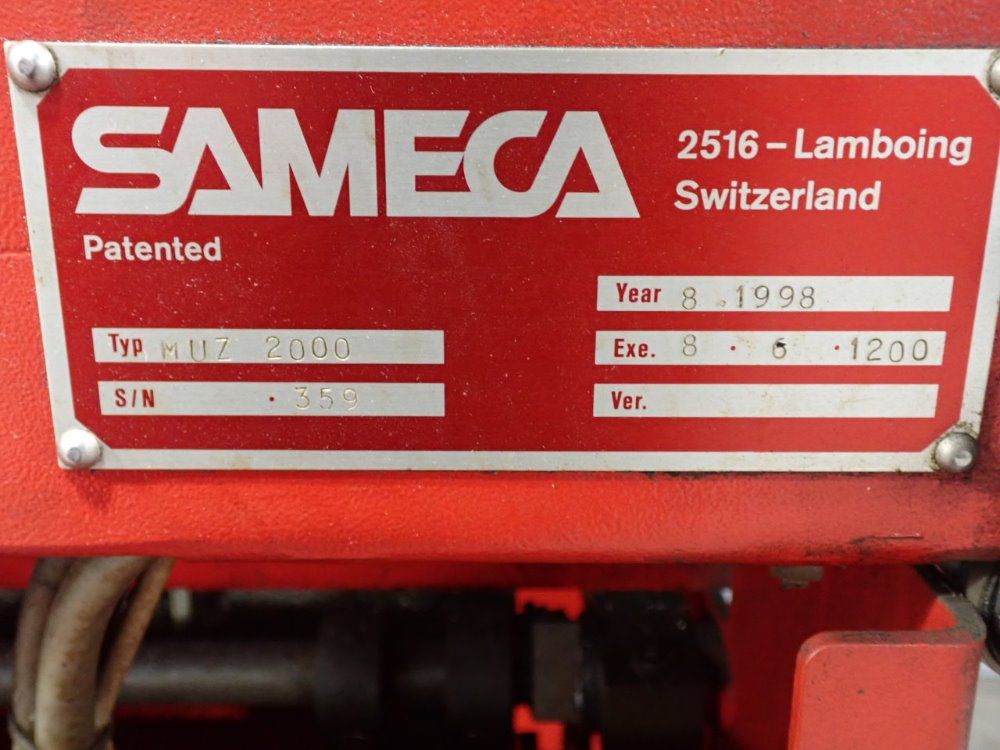 SAMECA
2516 – Lamboing
Switzerland
Patented
Year 8.1998
Typ MUZ 2000
Exe. 8 · 6 ·1200
S/N · 359
Ver.